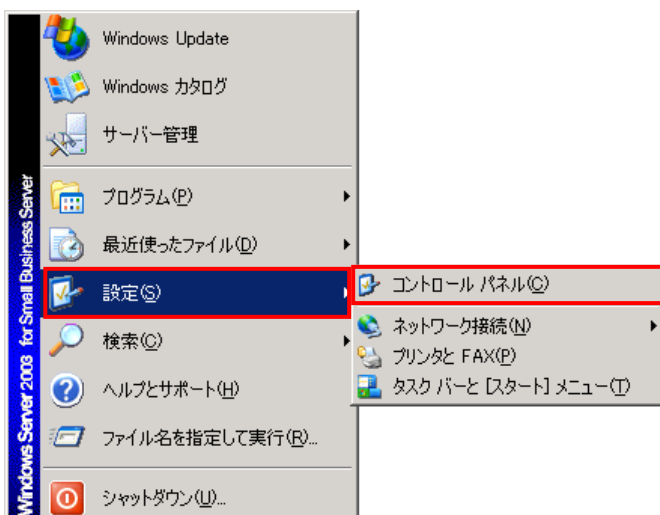 Windows Update
Windows カタログ
サーバー管理
プログラム(P)
最近使ったファイル(D)
設定(S)
検索(C)
ヘルプとサポート(H)
ファイル名を指定して実行(R)...
シャットダウン(U)...
コントロール パネル(C)
ネットワーク接続(N)
プリンタと FAX(P)
タスク バーと [スタート] メニュー(T)
Windows Server 2003 for Small Business Server